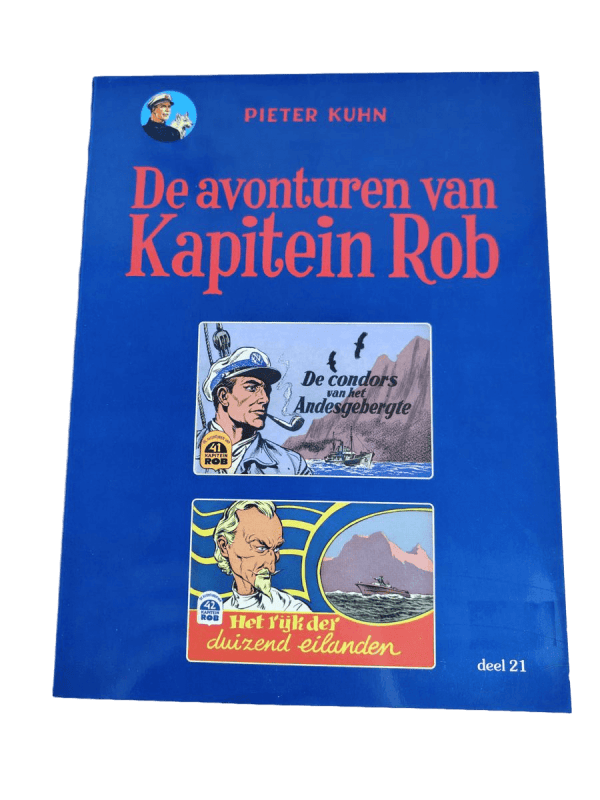 PIETER KUHN
De avonturen van
Kapitein Rob
De condors
van het
Andesgebergte
41
KAPITEIN
ROB
42
KAPITEIN
ROB
Het rijk der
duizend eilanden
deel 21